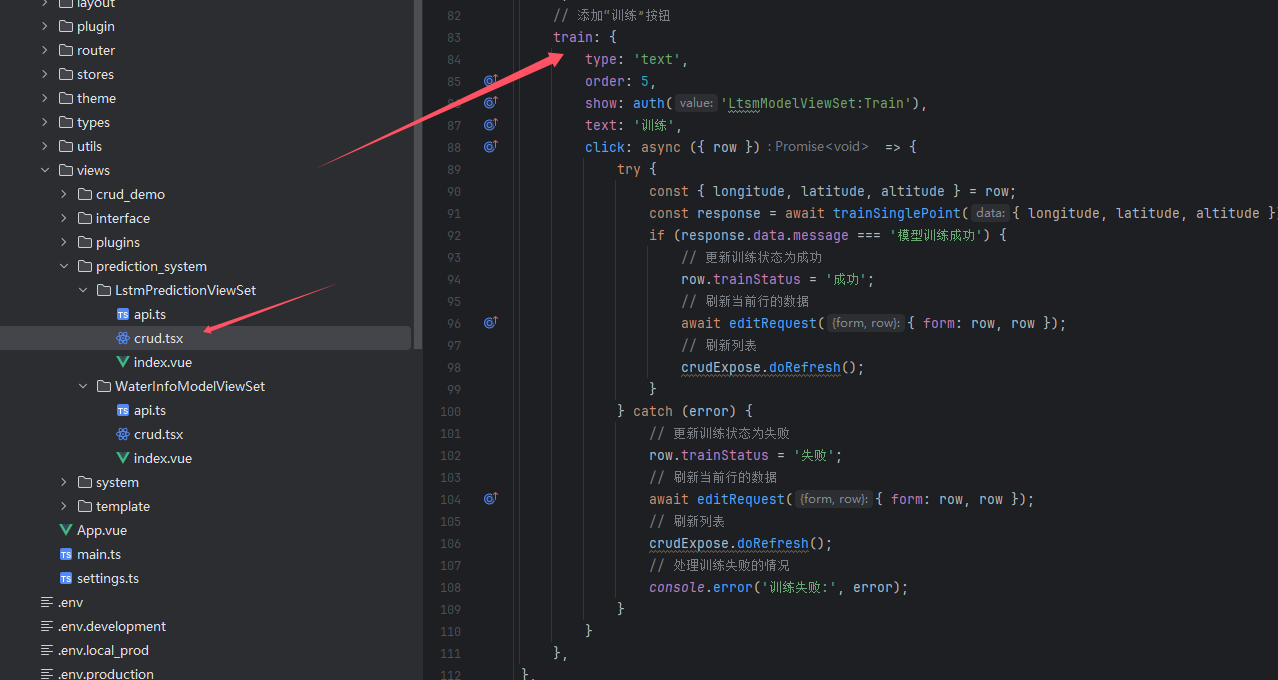 layout
plugin
router
stores
theme
types
utils
views
crud_demo
interface
plugins
prediction_system
LstmPredictionViewSet
TS api.ts
crud.tsx
index.vue
WaterInfoModelViewSet
TS api.ts
crud.tsx
index.vue
system
template
App.vue
TS main.ts
TS settings.ts
.env
.env.development
.env.local_prod
.env.production
82 // 添加“训练”按钮
83 train: {
84 type: 'text',
85 order: 5,
86 show: auth( value: 'LtsmModelViewSet:Train'),
87 text: '训练',
88 click: async ({ row }) : Promise<void> => {
89 try {
90 const { longitude, latitude, altitude } = row;
91 const response = await trainSinglePoint( data: { longitude, latitude, altitude }
92 if (response.data.message === '模型训练成功') {
93 // 更新训练状态为成功
94 row.trainStatus = '成功';
95 // 刷新当前行的数据
96 await editRequest( {form, row}: { form: row, row });
97 // 刷新列表
98 crudExpose.doRefresh();
99 }
100 } catch (error) {
101 // 更新训练状态为失败
102 row.trainStatus = '失败';
103 // 刷新当前行的数据
104 await editRequest( {form, row}: { form: row, row });
105 // 刷新列表
106 crudExpose.doRefresh();
107 // 处理训练失败的情况
108 console.error('训练失败:', error);
109 }
110 }
111 },
112 },